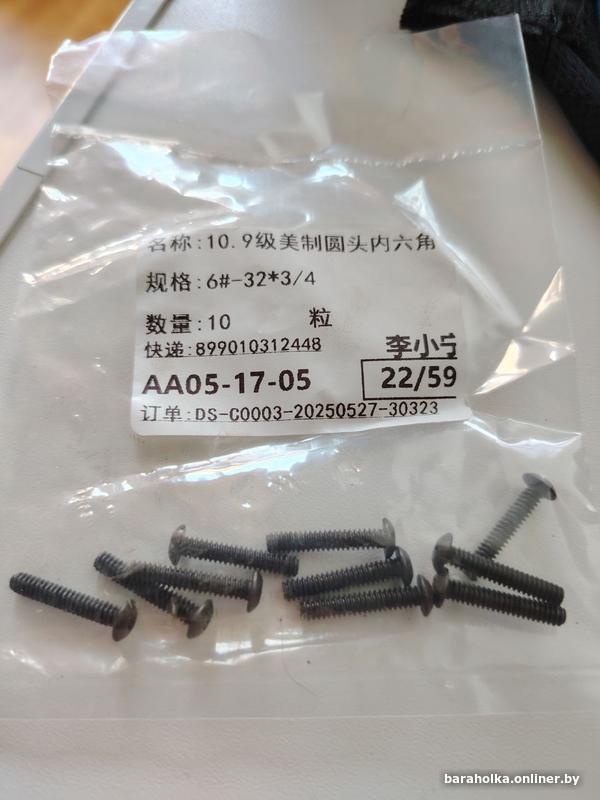 名称:10.9级美制圆头内六角
规格:6#-32*3/4
数量:10 粒
快递:899010312448
李小宁
AA05-17-05
22/59
订单:DS-C0003-20250527-30323
baraholka.onliner.by